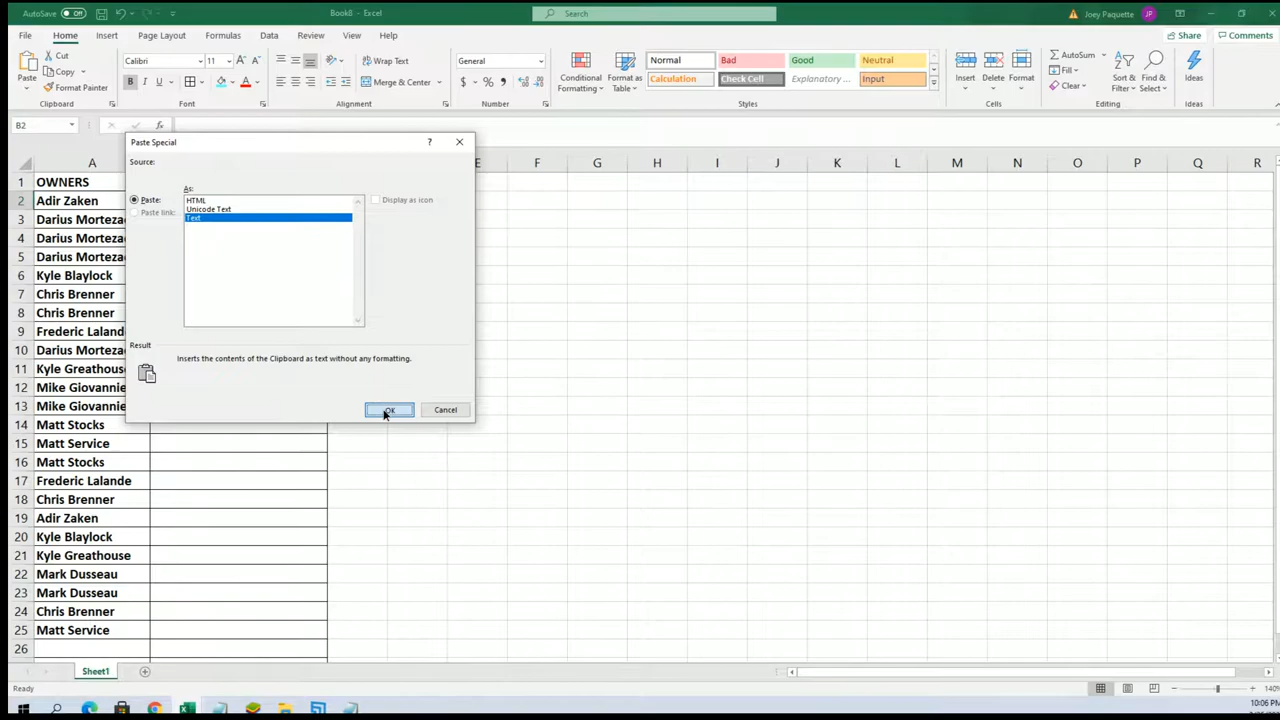 AutoSave Off
Book8 - Excel
Search
Joey Paquette JP
File Home Insert Page Layout Formulas Data Review View Help
Share Comments
Paste
Cut
Copy
Format Painter
Clipboard
Calibri 11
B I U
Font
Wrap Text
Merge & Center
Alignment
General
$ % ,
Number
Conditional Formatting
Format as Table
Normal Bad Good Neutral
Calculation Check Cell Explanatory ... Input
Styles
Insert Delete Format
Cells
AutoSum
Fill
Clear
Sort & Filter
Find & Select
Editing
Ideas
Ideas
B2
fx
A E F G H I J K L M N O P Q R
Paste Special ?
Source:
As:
Paste:
Paste link:
HTML
Unicode Text
Text
Display as icon
Result
Inserts the contents of the Clipboard as text without any formatting.
OK Cancel
1 OWNERS
2 Adir Zaken
3 Darius Morteza
4 Darius Morteza
5 Darius Morteza
6 Kyle Blaylock
7 Chris Brenner
8 Chris Brenner
9 Frederic Laland
10 Darius Morteza
11 Kyle Greathous
12 Mike Giovannie
13 Mike Giovannie
14 Matt Stocks
15 Matt Service
16 Matt Stocks
17 Frederic Lalande
18 Chris Brenner
19 Adir Zaken
20 Kyle Blaylock
21 Kyle Greathouse
22 Mark Dusseau
23 Mark Dusseau
24 Chris Brenner
25 Matt Service
26
Sheet1
Ready
140%
10:06 PM